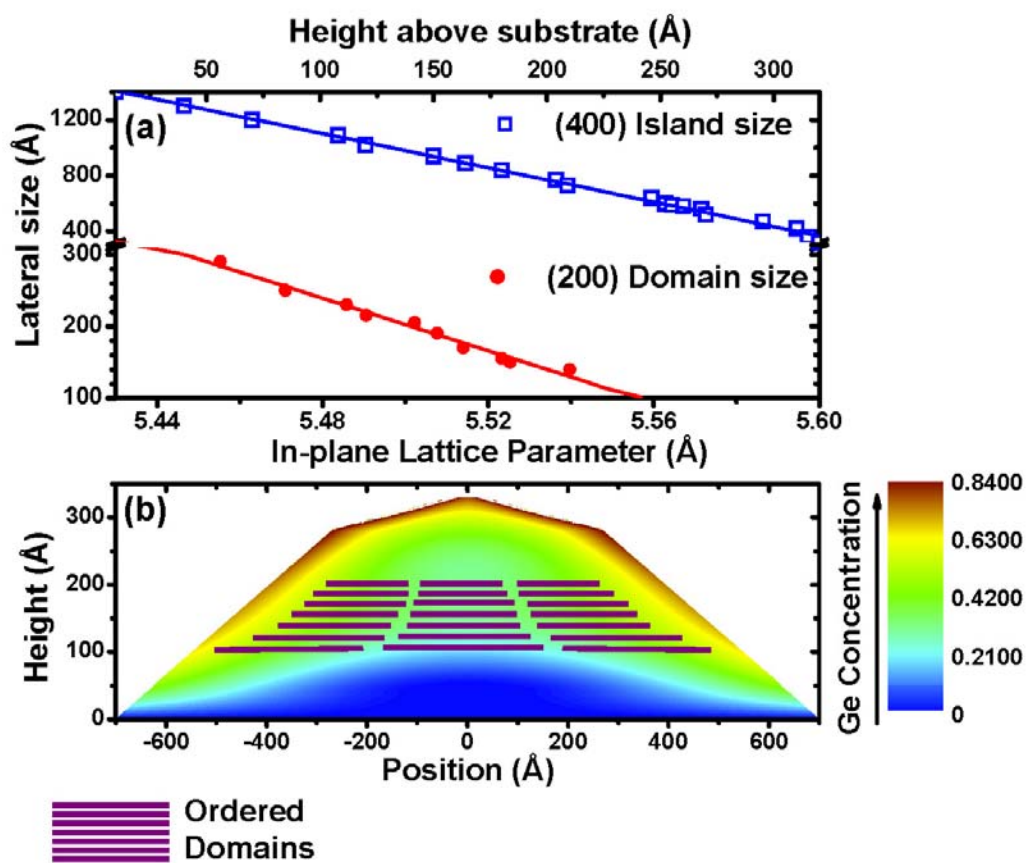 Height above substrate (Å)
0 50 100 150 200 250 300
(a)
(400) Island size
(200) Domain size
Lateral size (Å)
1200
800
400
300
200
100
5.44 5.48 5.52 5.56 5.60
In-plane Lattice Parameter (Å)
(b)
Height (Å)
300
200
100
0
-600 -400 -200 0 200 400 600
Position (Å)
Ge Concentration
0.8400
0.6300
0.4200
0.2100
0
Ordered
Domains